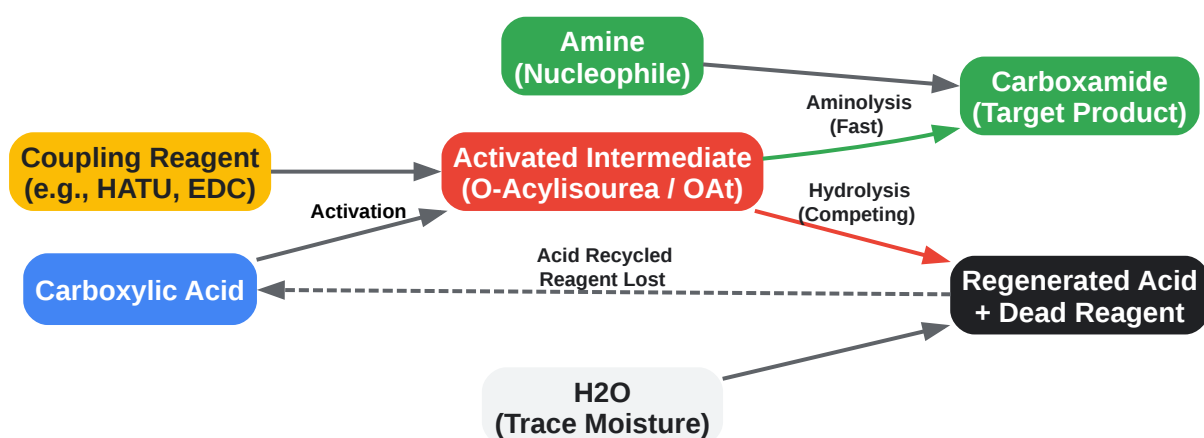 Amine
(Nucleophile)
Carboxamide
(Target Product)
Aminolysis
(Fast)
Coupling Reagent
(e.g., HATU, EDC)
Activated Intermediate
(O-Acylisourea / OAt)
Hydrolysis
(Competing)
Activation
Carboxylic Acid
Acid Recycled
Reagent Lost
Regenerated Acid
+ Dead Reagent
H2O
(Trace Moisture)